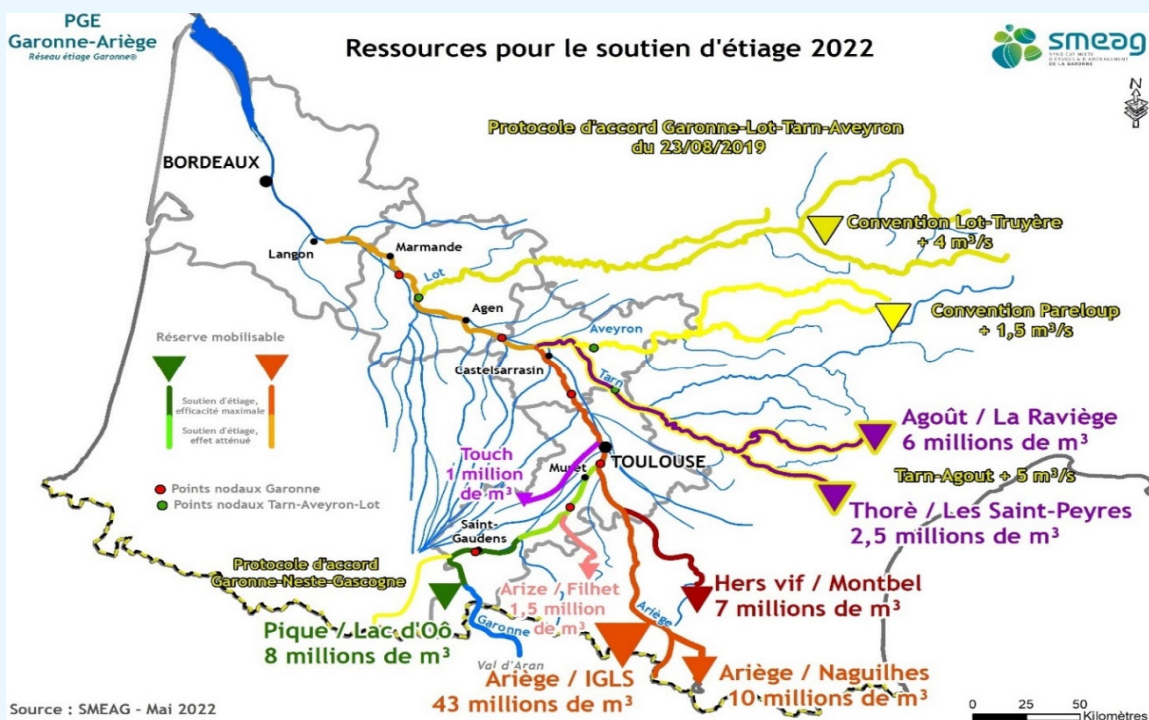 PGE
Garonne-Ariège
Réseau étiage Garonne®
Ressources pour le soutien d'étiage 2022
smeag
SYNDICAT MIXTE
D'ÉTUDES & D'AMÉNAGEMENT
DE LA GARONNE
N
Protocole d'accord Garonne-Lot-Tarn-Aveyron
du 23/08/2019
BORDEAUX
Convention Lot-Truyère
+ 4 m³/s
Langon
Marmande
Lot
Convention Pareloup
+ 1,5 m³/s
Agen
Aveyron
Réserve mobilisable
Castelsarrasin
Tarn
Soutien d'étiage,
efficacité maximale
Soutien d'étiage,
effet atténué
Agoût / La Raviège
6 millions de m³
Touch
1 million
de m³
Muret
TOULOUSE
Tarn-Agout + 5 m³/s
Points nodaux Garonne
Points nodaux Tarn-Aveyron-Lot
Thorè / Les Saint-Peyres
2,5 millions de m³
Saint-
Gaudens
Protocole d'accord
Garonne-Neste-Gascogne
Arize / Filhet
1,5 million
de m³
Hers vif / Montbel
7 millions de m³
Pique / Lac d'Oô
8 millions de m³
Garonne
Ariège
Val d'Aran
Ariège / IGLS
43 millions de m³
Ariège / Naguilhes
10 millions de m³
Source : SMEAG - Mai 2022
0 25 50
Kilomètres